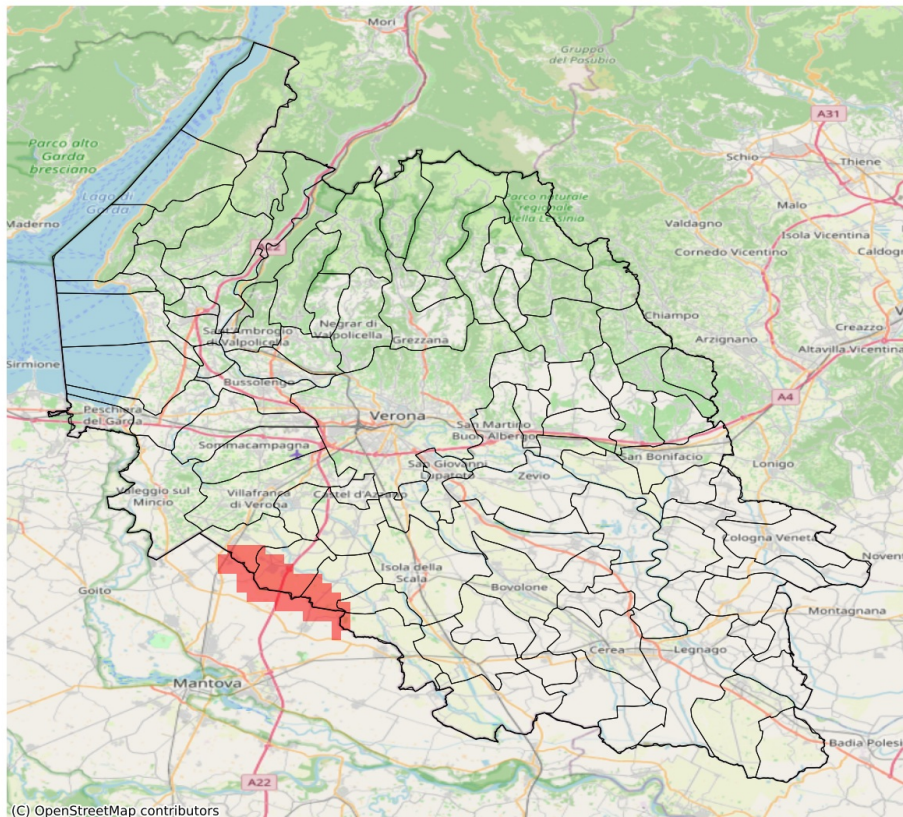 Mori
Gruppo
del Pasubio
A31
Parco alto
Garda
bresciano
Schio
Thiene
Lago di
Garda
Parco naturale
regionale
della Lessinia
Malo
Maderno
Valdagno
Isola Vicentina
A22
Cornedo Vicentino
Caldogn
Chiampo
Sant'Ambrogio
di Valpolicella
Negrar di
Valpolicella
Grezzana
Arzignano
Creazzo
Altavilla Vicentina
Sirmione
Bussolengo
A4
Peschiera
del Garda
Verona
San Martino
Buon Albergo
Sommacampagna
San Giovanni
Lupatoto
Zevio
San Bonifacio
Lonigo
Valeggio sul
Mincio
Villafranca
di Verona
Castel d'Azzano
Cologna Veneta
Isola della
Scala
Bovolone
Goito
Montagnana
Cerea
Legnago
Mantova
Badia Polesi
A22
(C) OpenStreetMap contributors